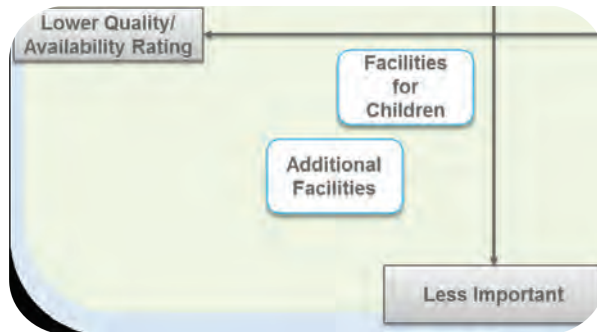 Lower Quality/
Availability Rating
Facilities
for
Children
Additional
Facilities
Less Important